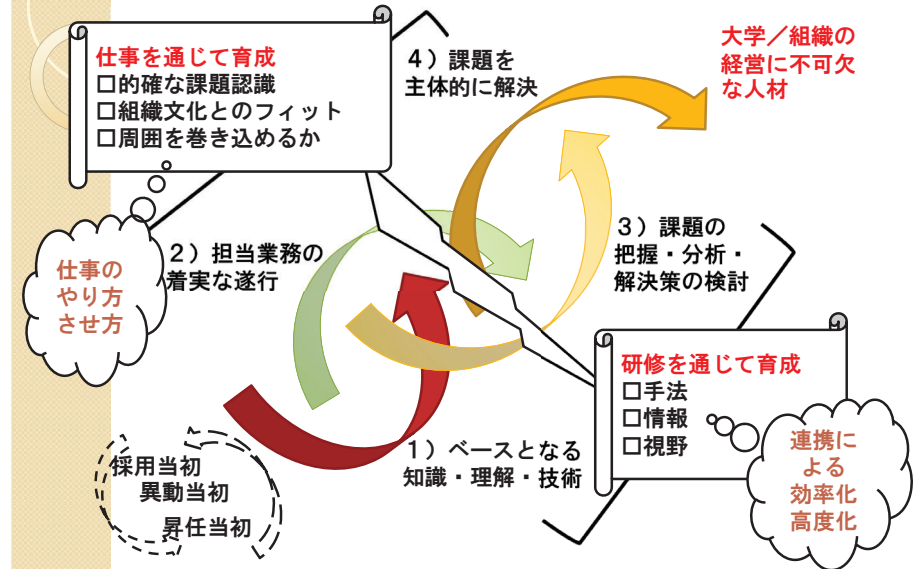 仕事を通じて育成
□的確な課題認識
□組織文化とのフィット
□周囲を巻き込めるか
4）課題を
主体的に解決
大学／組織の
経営に不可欠
な人材
仕事の
やり方
させ方
2）担当業務の
着実な遂行
3）課題の
把握・分析・
解決策の検討
研修を通じて育成
□手法
□情報
□視野
連携に
よる
効率化
高度化
1）ベースとなる
知識・理解・技術
採用当初
異動当初
昇任当初